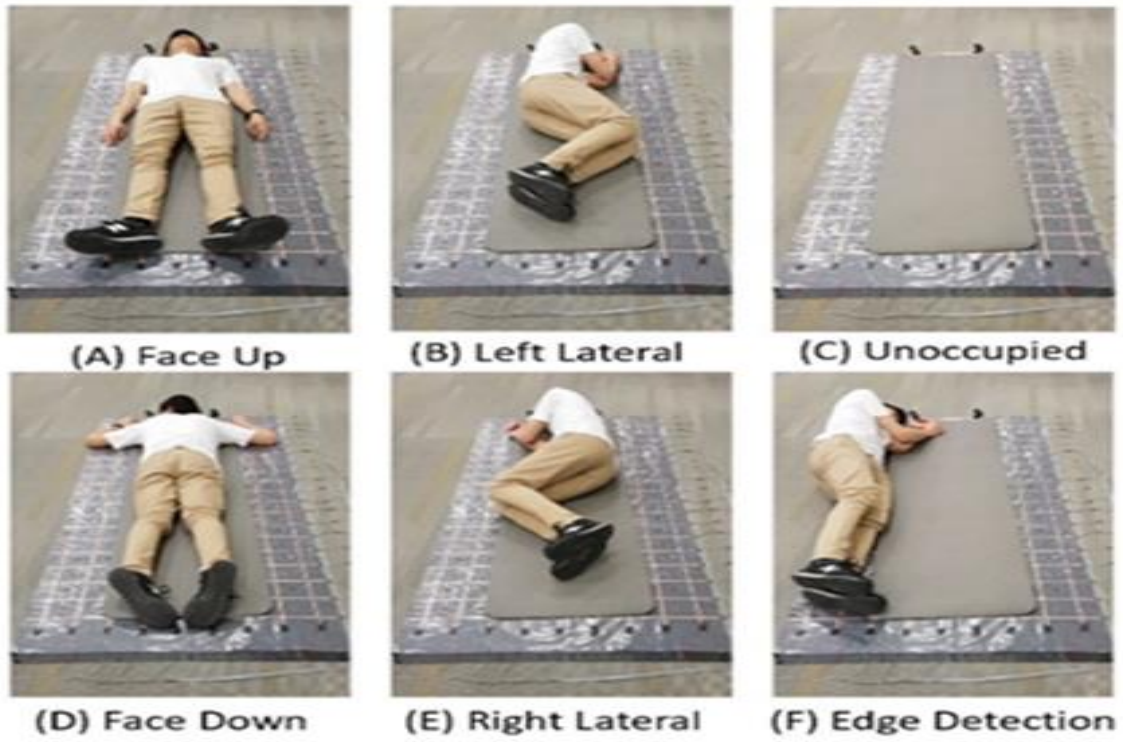 (A) Face Up
(B) Left Lateral
(C) Unoccupied
(D) Face Down
(E) Right Lateral
(F) Edge Detection